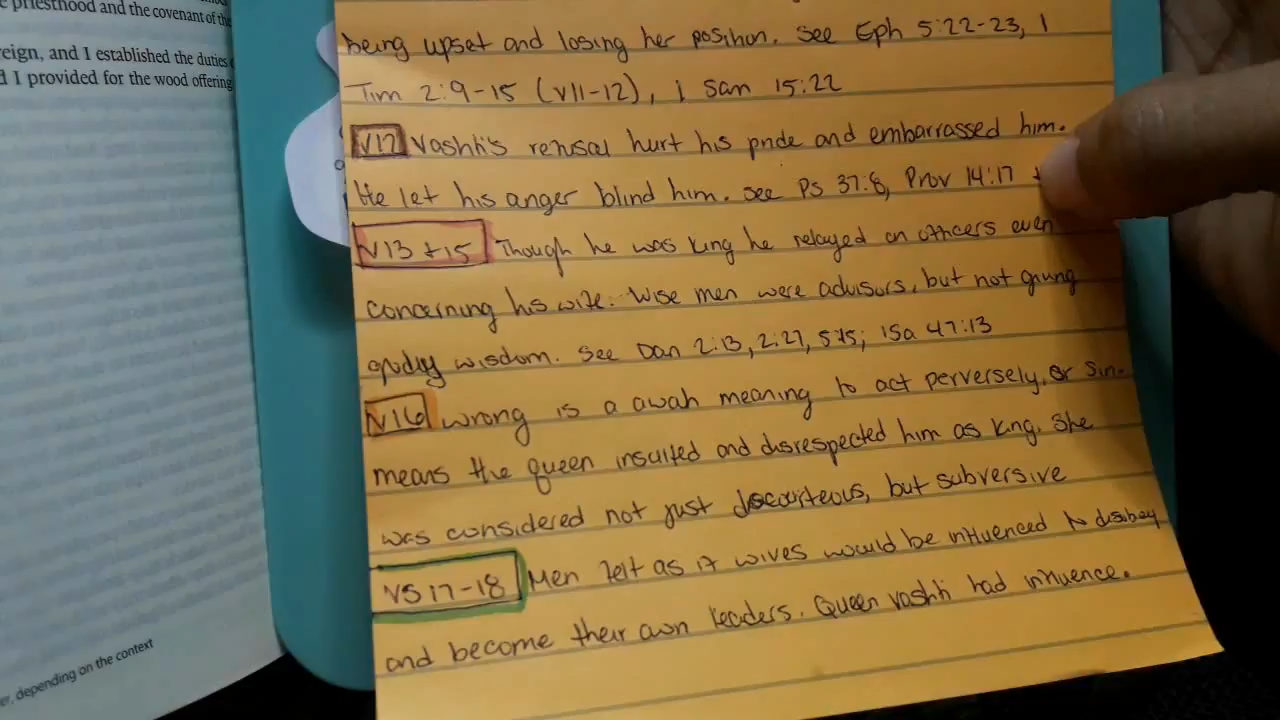 priesthood and the covenant of the
eign, and I established the duties
d I provided for the wood offering
er, depending on the context
being upset and losing her position. See Eph 5:22-23, 1
Tim 2:9-15 (V11-12), 1 Sam 15:22
V12 Vashti's refusal hurt his pride and embarrassed him.
He let his anger blind him. See Ps 37:8, Prov 14:17
V13 + 15 Though he was king he relayed on officers even
concerning his wife. Wise men were advisors, but not giving
godly wisdom. See Dan 2:13, 2:27, 5:15; Isa 47:13
V16 Wrong is a awah meaning to act perversely, or sin.
means the queen insulted and disrespected him as king. She
was considered not just discourteous, but subversive
VS 17-18 Men felt as if wives would be influenced to disobey
and become their own leaders. Queen Vashti had influence.